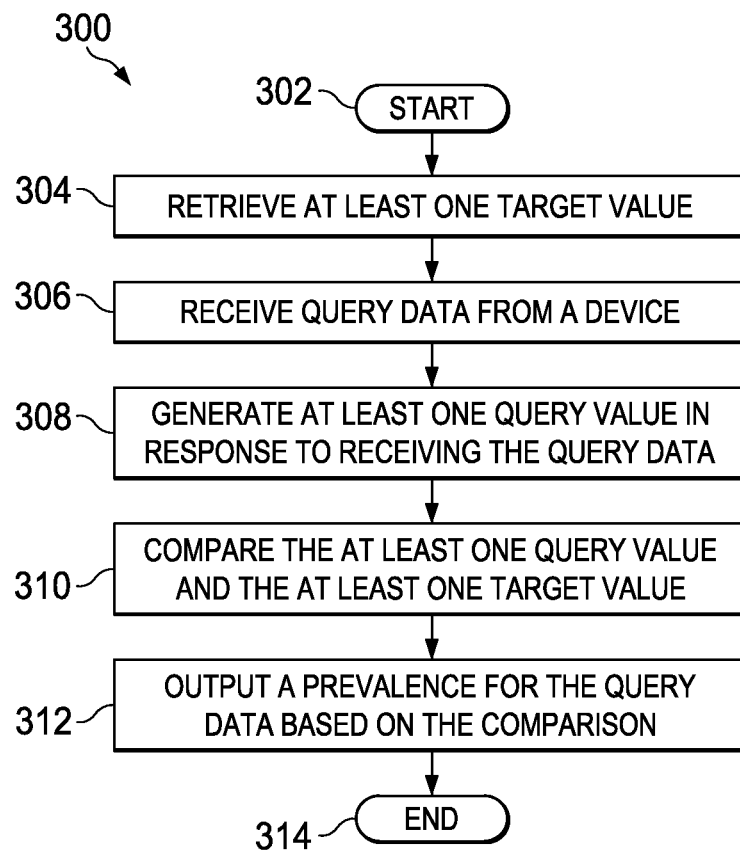 300
302
START
304
RETRIEVE AT LEAST ONE TARGET VALUE
306
RECEIVE QUERY DATA FROM A DEVICE
308
GENERATE AT LEAST ONE QUERY VALUE IN
RESPONSE TO RECEIVING THE QUERY DATA
310
COMPARE THE AT LEAST ONE QUERY VALUE
AND THE AT LEAST ONE TARGET VALUE
312
OUTPUT A PREVALENCE FOR THE QUERY
DATA BASED ON THE COMPARISON
314
END